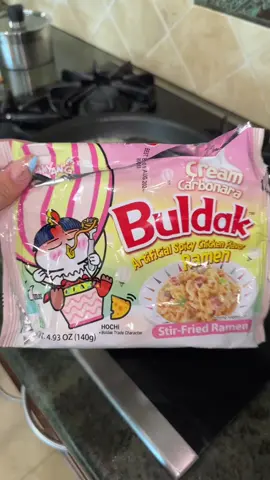 Cream
Carbonara
Buldak
Artificial Spicy Chicken Flavor
Ramen
HOCHI
Stir-Fried Ramen
4.93 OZ (140g)